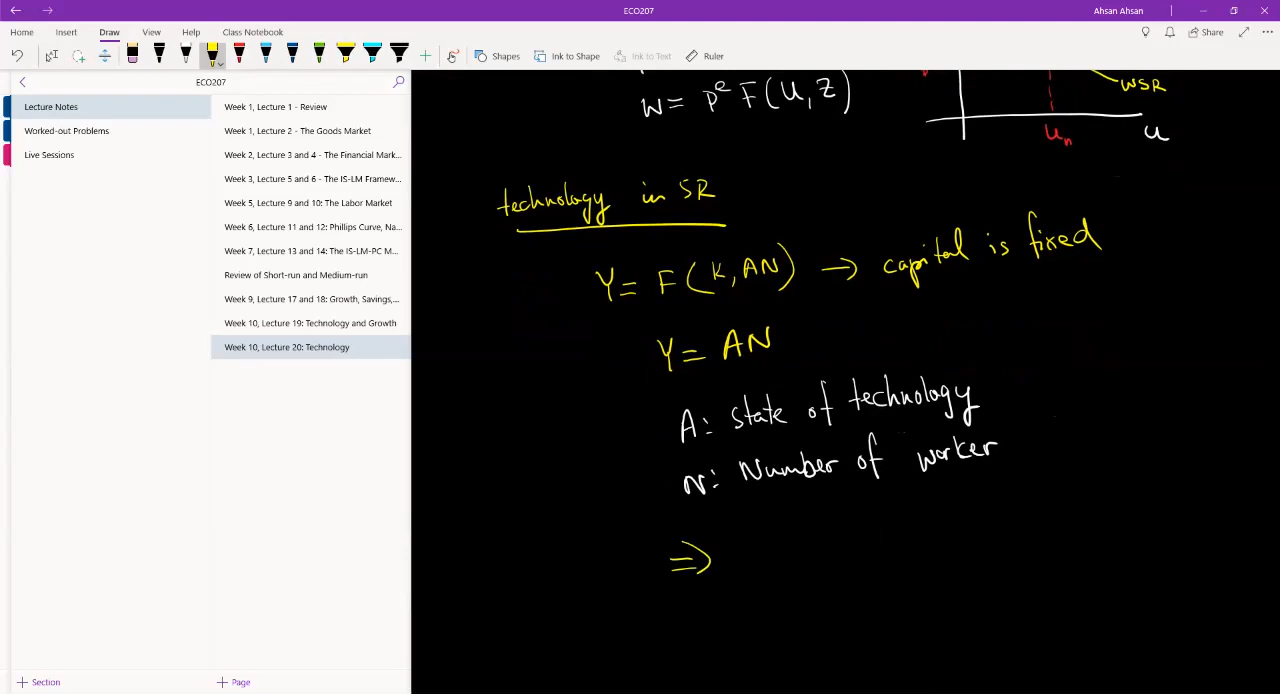 ECO207
Ahsan Ahsan
Home Insert Draw View Help Class Notebook
Share
Shapes Ink to Shape Ink to Text Math Ruler
ECO207
Lecture Notes
Worked-out Problems
Live Sessions
Week 1, Lecture 1 - Review
Week 1, Lecture 2 - The Goods Market
Week 2, Lecture 3 and 4 - The Financial Mark...
Week 3, Lecture 5 and 6 - The IS-LM Framew...
Week 5, Lecture 9 and 10: The Labor Market
Week 6, Lecture 11 and 12: Phillips Curve, Na...
Week 7, Lecture 13 and 14: The IS-LM-PC M...
Review of Short-run and Medium-run
Week 9, Lecture 17 and 18: Growth, Savings,...
Week 10, Lecture 19: Technology and Growth
Week 10, Lecture 20: Technology
W = Pᵉ F(u, z)
WSR
uₙ
u
technology in SR
Y = F(K, AN) → capital is fixed
Y = AN
A: state of technology
N: Number of worker
⇒
+ Section
+ Page